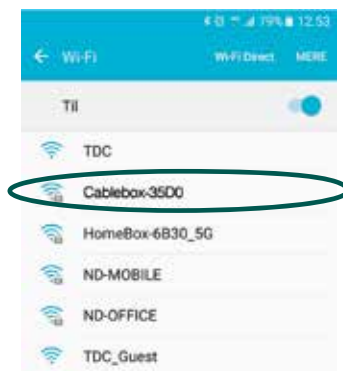 79% 12.53
Wi-Fi Wi-Fi Direct MERE
Til
TDC
Cablebox-35D0
HomeBox-6B30_5G
ND-MOBILE
ND-OFFICE
TDC_Guest